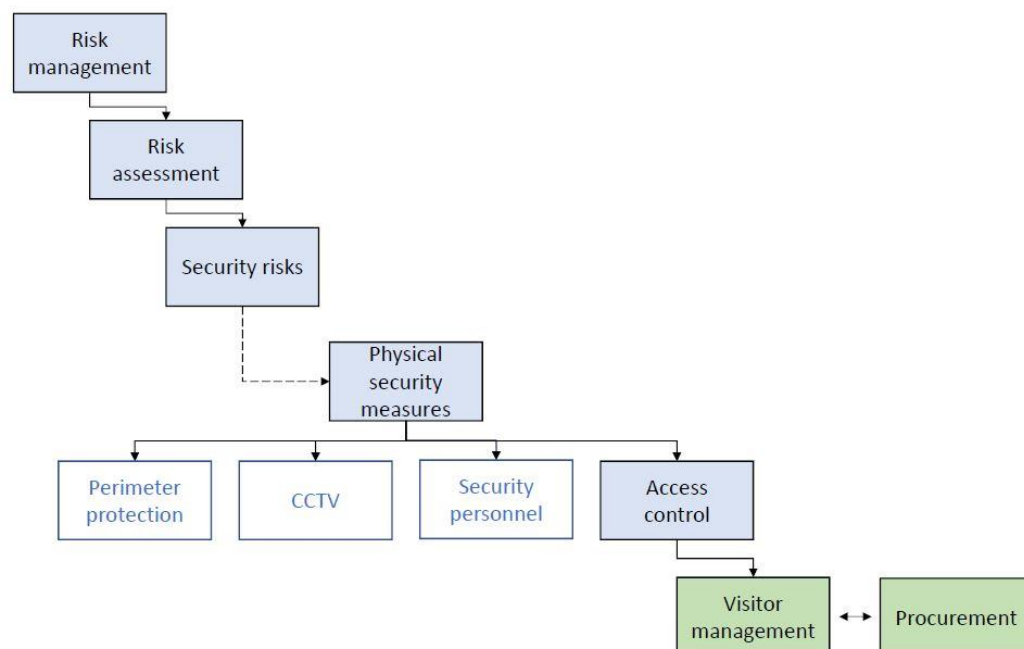 Risk
management
Risk
assessment
Security risks
Physical
security
measures
Perimeter
protection
CCTV
Security
personnel
Access
control
Visitor
management
Procurement